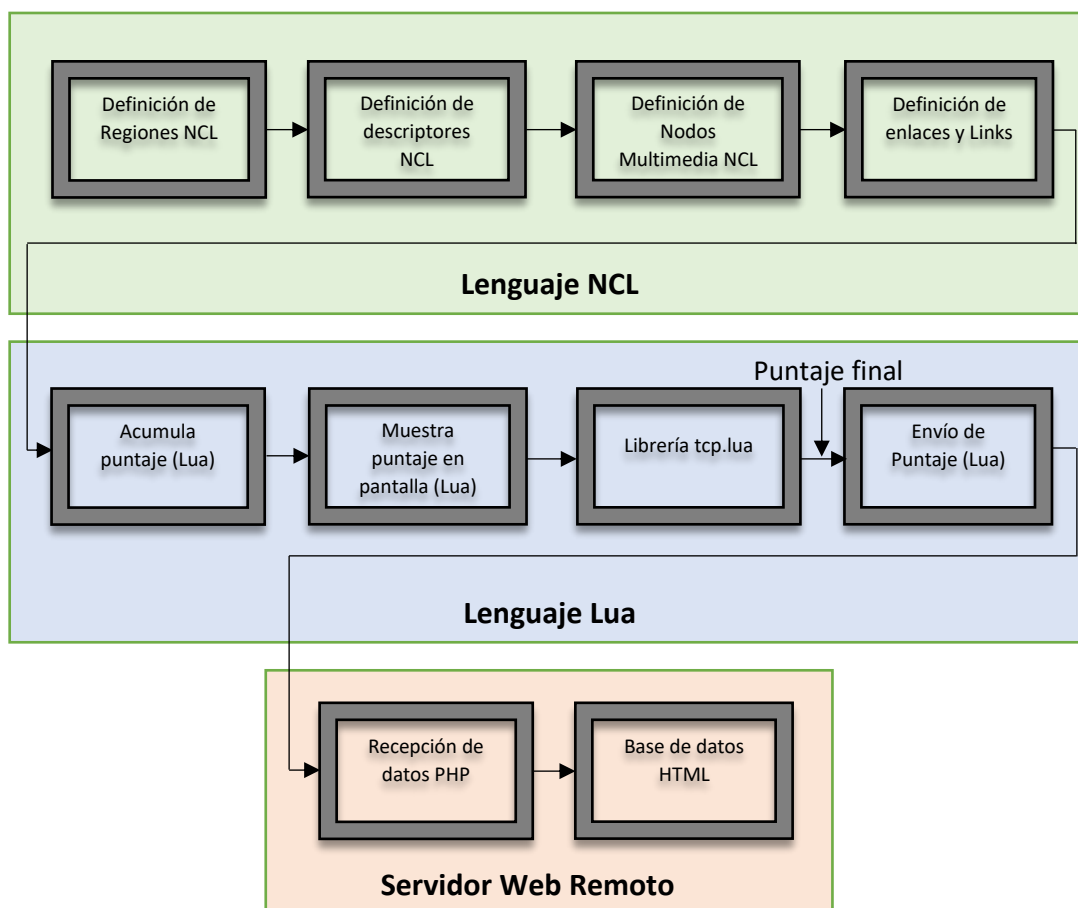 Definición de
Regiones NCL
Definición de
descriptores
NCL
Definición de
Nodos
Multimedia NCL
Definición de
enlaces y Links
Lenguaje NCL
Puntaje final
Acumula
puntaje (Lua)
Muestra
puntaje en
pantalla (Lua)
Librería tcp.lua
Envío de
Puntaje (Lua)
Lenguaje Lua
Recepción de
datos PHP
Base de datos
HTML
Servidor Web Remoto